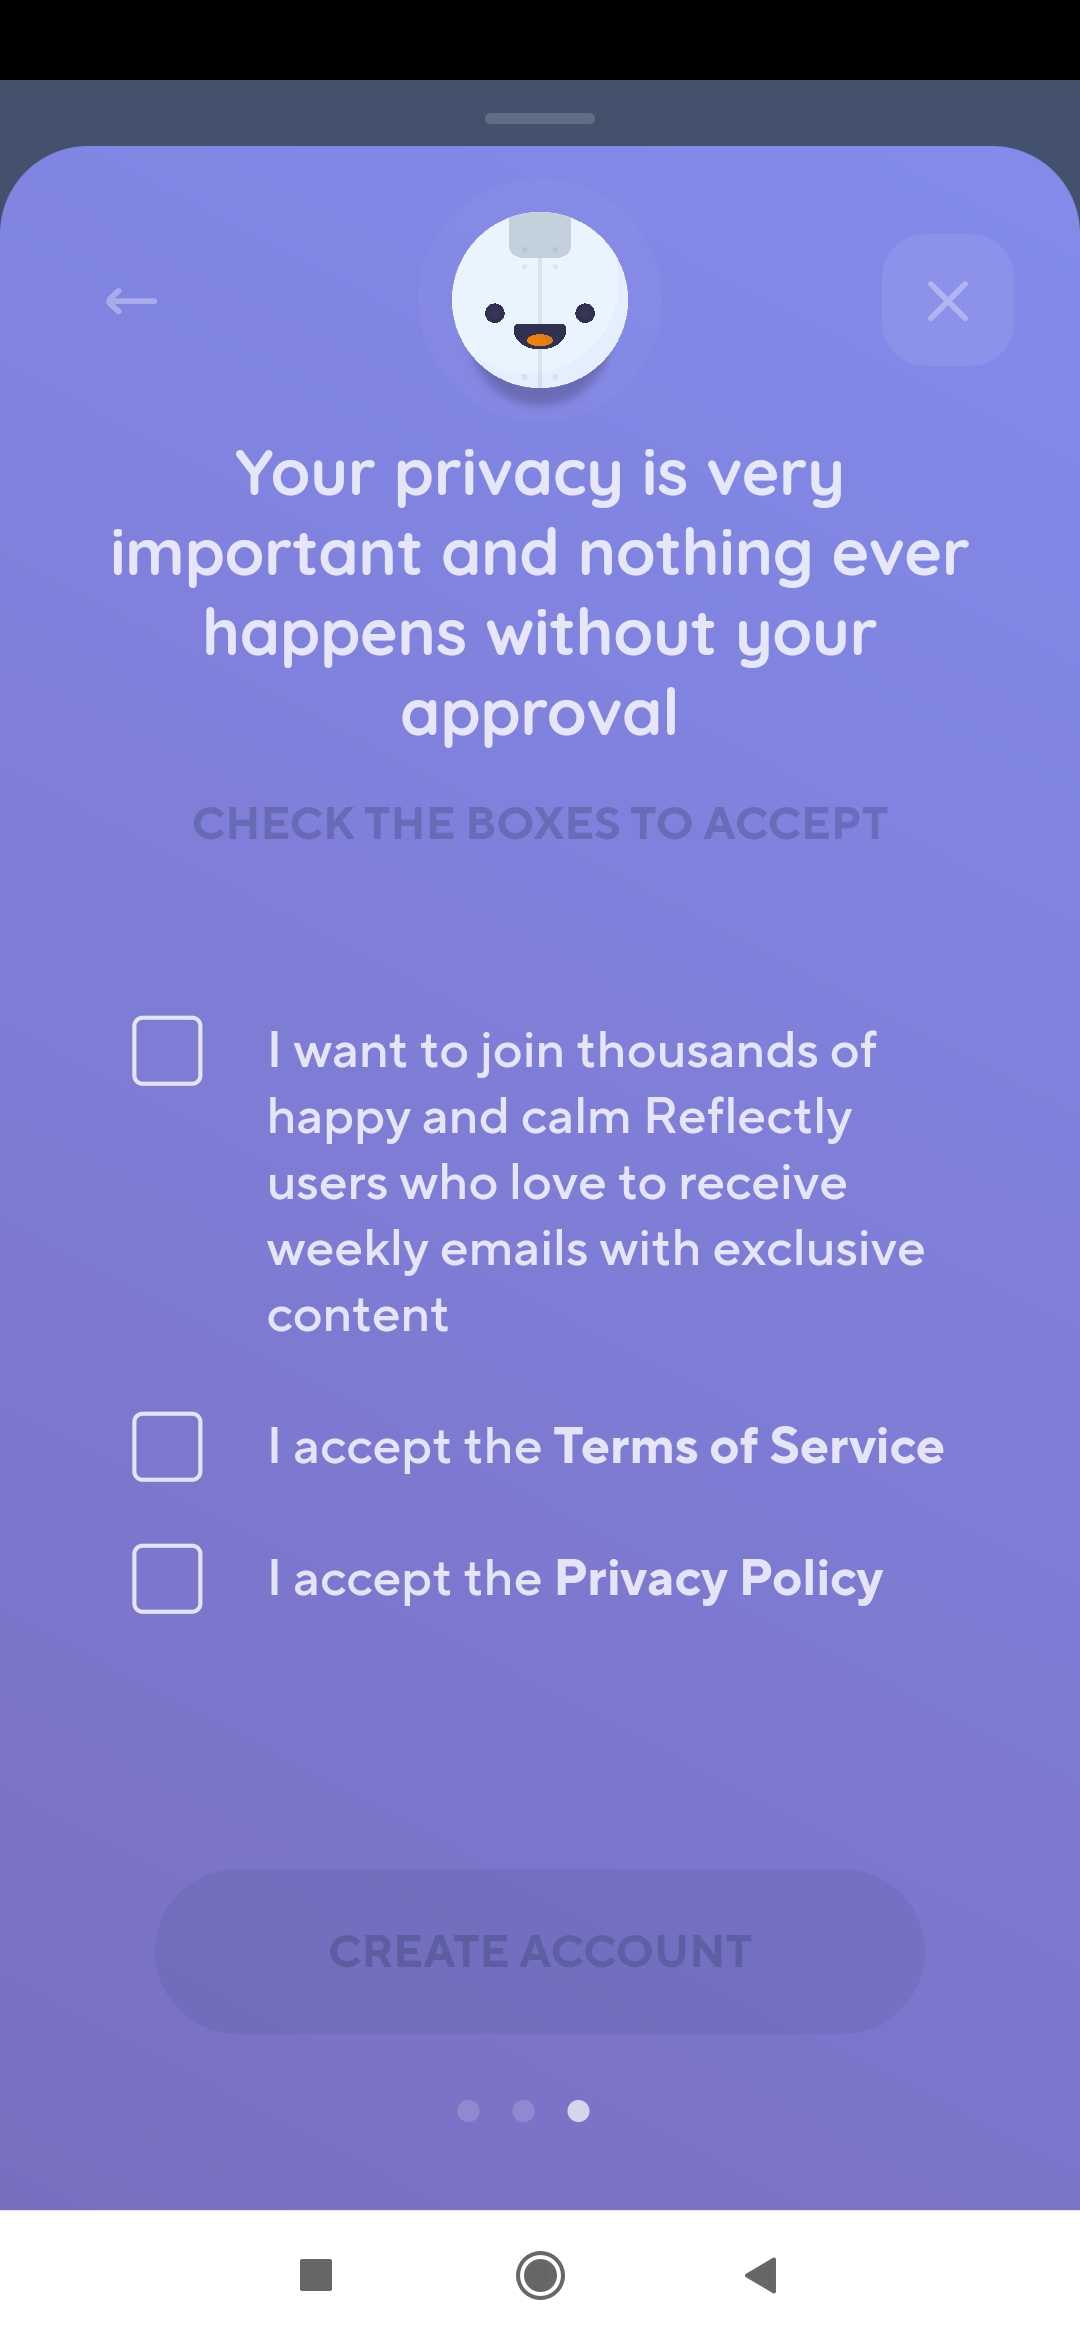 Your privacy is very
important and nothing ever
happens without your
approval
CHECK THE BOXES TO ACCEPT
I want to join thousands of
happy and calm Reflectly
users who love to receive
weekly emails with exclusive
content
I accept the Terms of Service
I accept the Privacy Policy
CREATE ACCOUNT